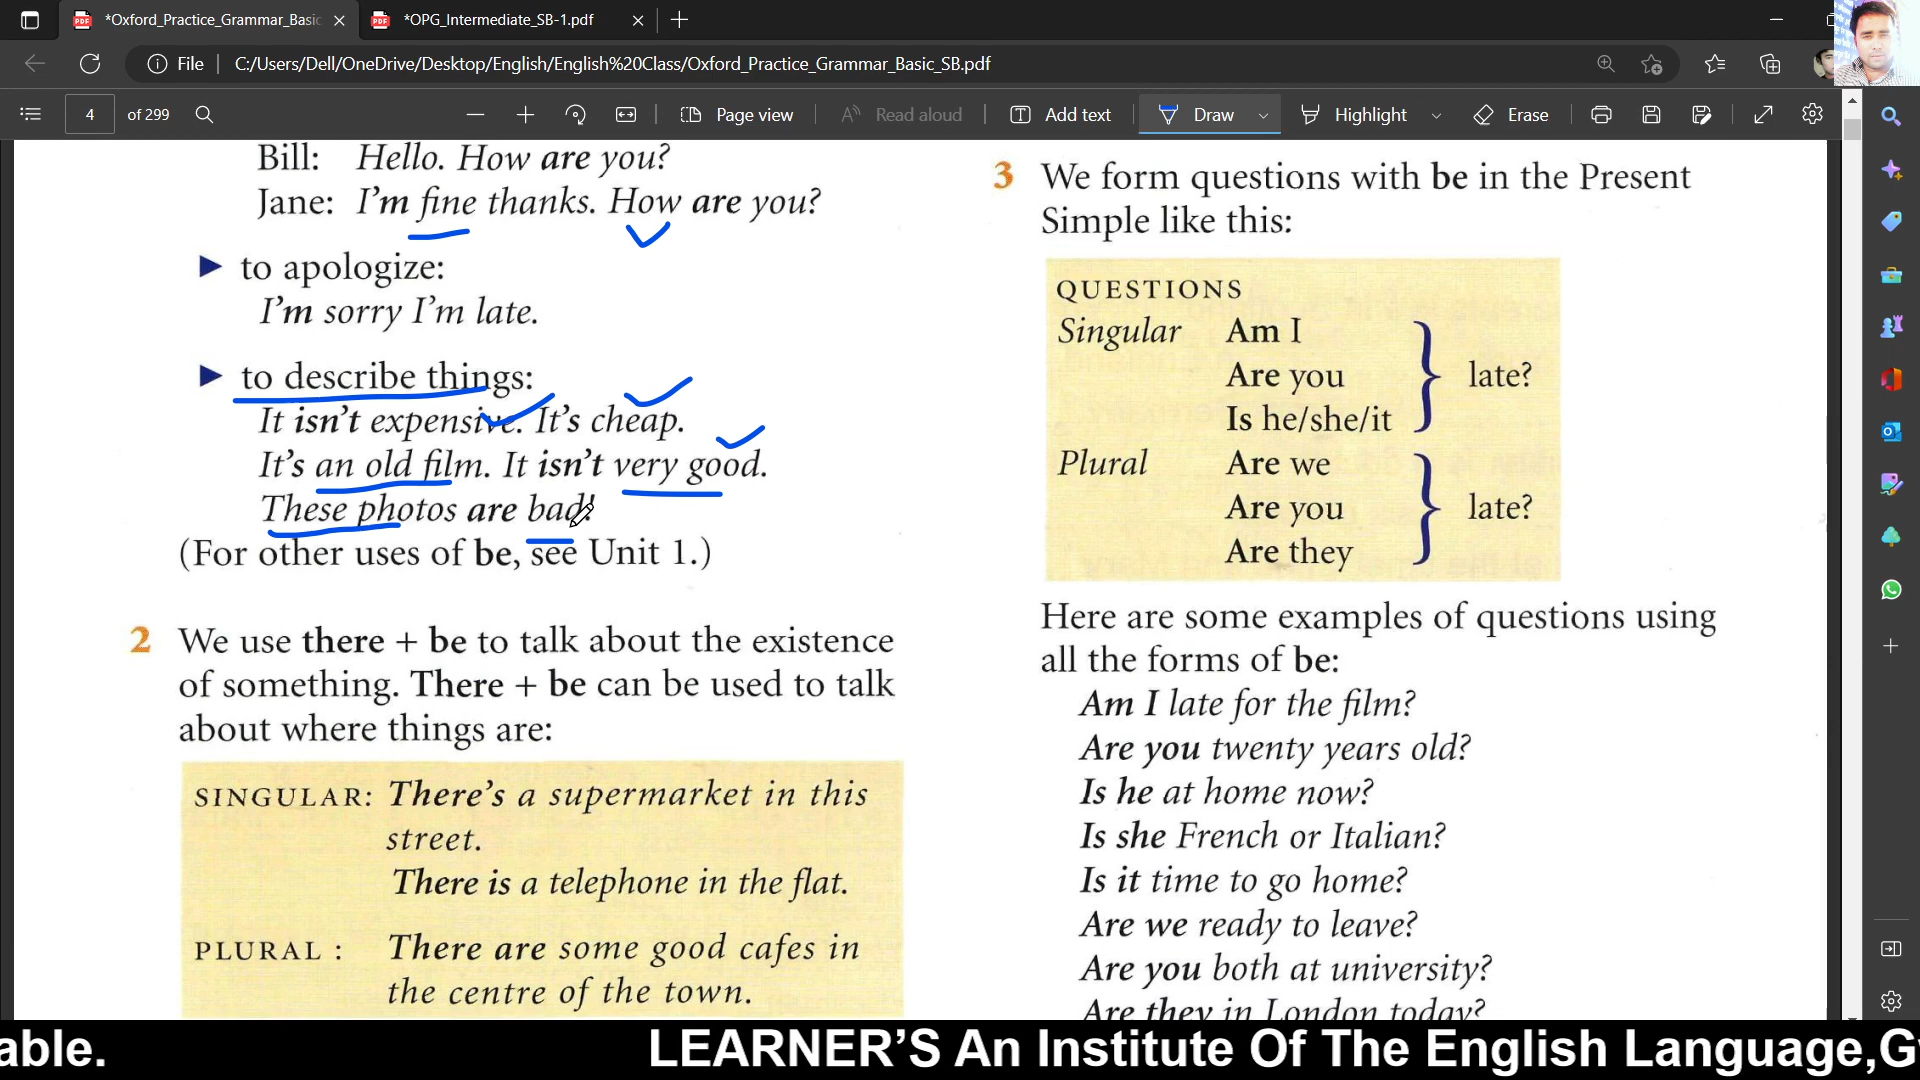 *Oxford_Practice_Grammar_Basic
*OPG_Intermediate_SB-1.pdf
File
C:/Users/Dell/OneDrive/Desktop/English/English%20Class/Oxford_Practice_Grammar_Basic_SB.pdf
4 of 299
Page view
Read aloud
Add text
Draw
Highlight
Erase
Bill: Hello. How are you?
Jane: I'm fine thanks. How are you?
to apologize:
I'm sorry I'm late.
to describe things:
It isn't expensive. It's cheap.
It's an old film. It isn't very good.
These photos are bad!
(For other uses of be, see Unit 1.)
2 We use there + be to talk about the existence
of something. There + be can be used to talk
about where things are:
SINGULAR: There's a supermarket in this
street.
There is a telephone in the flat.
PLURAL : There are some good cafes in
the centre of the town.
3 We form questions with be in the Present
Simple like this:
QUESTIONS
Singular Am I
Are you late?
Is he/she/it
Plural Are we
Are you late?
Are they
Here are some examples of questions using
all the forms of be:
Am I late for the film?
Are you twenty years old?
Is he at home now?
Is she French or Italian?
Is it time to go home?
Are we ready to leave?
Are you both at university?
Are they in London today?
able. LEARNER'S An Institute Of The English Language,G